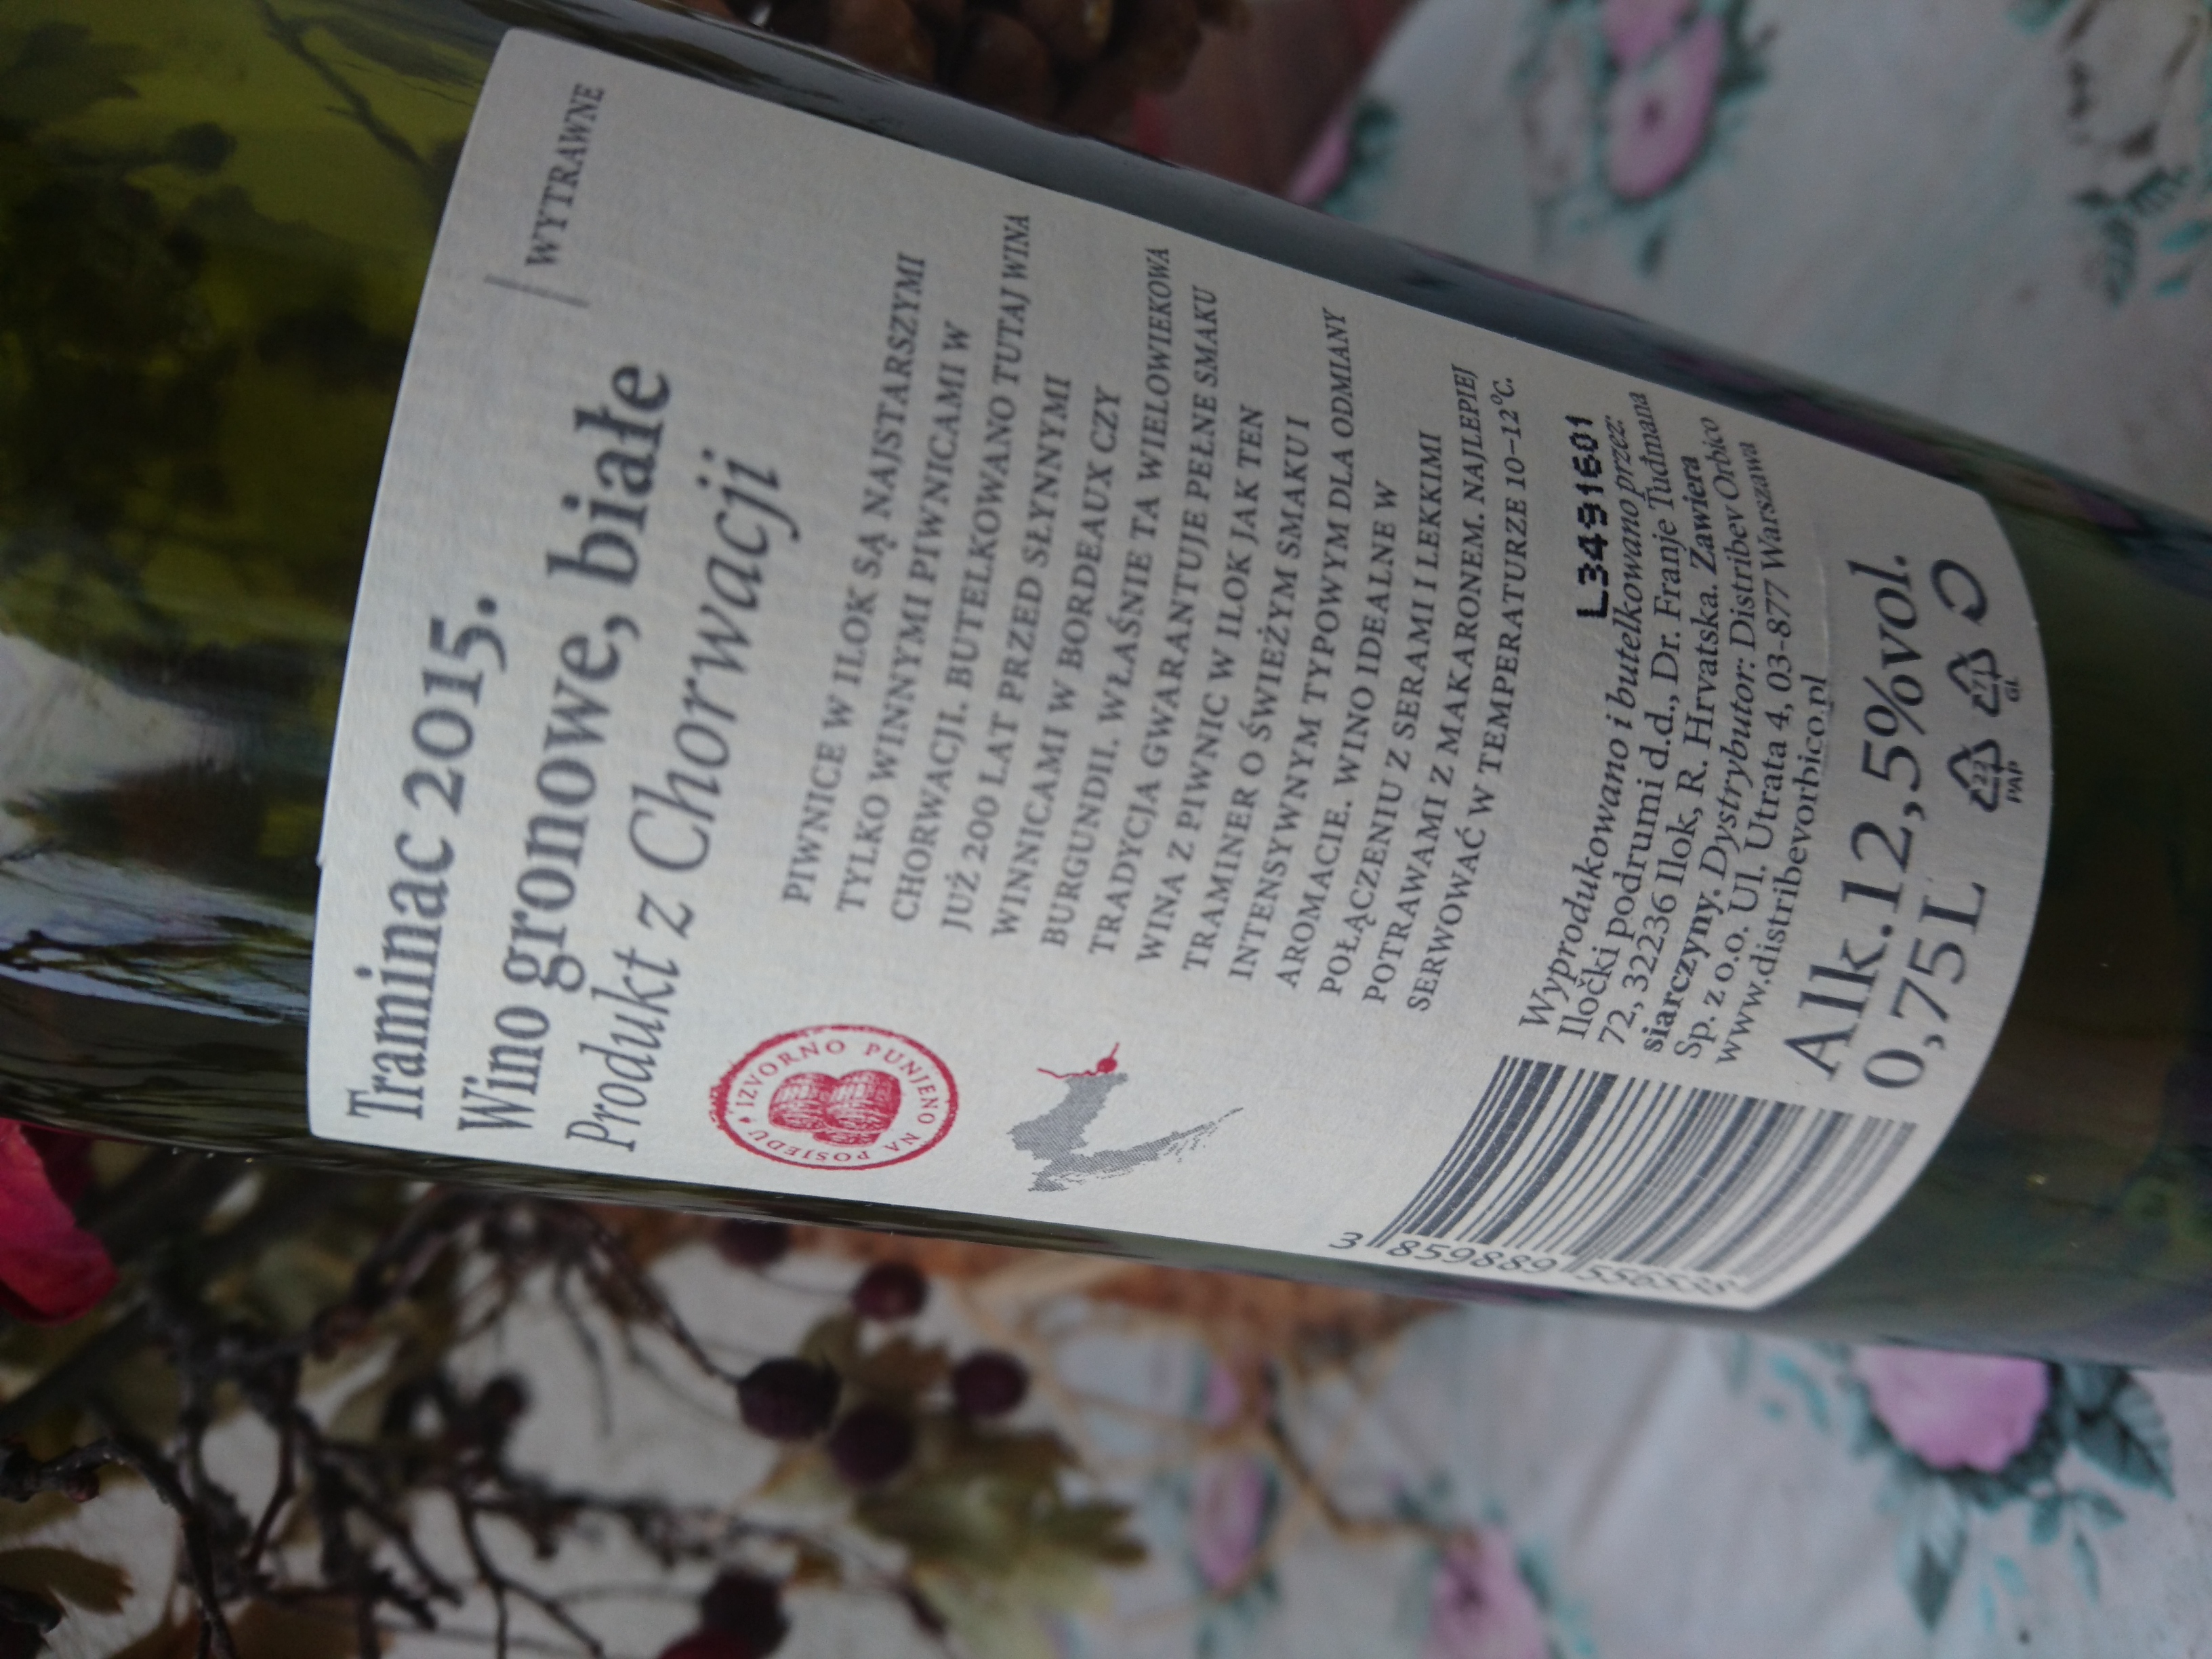 Traminac 2015.
Wino gronowe, białe
Produkt z Chorwacji
WYTRAWNE
IZVORNO PUNJENO NA POSJEDU
PIWNICE W ILOK SĄ NAJSTARSZYMI
TYLKO WINNYMI PIWNICAMI W
CHORWACJI. BUTELKOWANO TUTAJ WINA
JUŻ 200 LAT PRZED SŁYNNYMI
WINNICAMI W BORDEAUX CZY
BURGUNDII. WŁAŚNIE TA WIELOWIEKOWA
TRADYCJA GWARANTUJE PEŁNE SMAKU
WINA Z PIWNIC W ILOK JAK TEN
TRAMINER O ŚWIEŻYM SMAKU I
INTENSYWNYM TYPOWYM DLA ODMIANY
AROMACIE. WINO IDEALNE W
POŁĄCZENIU Z SERAMI I LEKKIMI
POTRAWAMI Z MAKARONEM. NAJLEPIEJ
SERWOWAĆ W TEMPERATURZE 10–12°C.
L3491601
Wyprodukowano i butelkowano przez:
Iločki podrumi d.d., Dr. Franje Tuđmana
72, 32236 Ilok, R. Hrvatska. Zawiera
siarczyny. Dystrybutor: Distribev Orbico
Sp. z o.o. Ul. Utrata 4, 03-877 Warszawa
www.distribevorbico.pl
3 859889
Alk.12,5%vol.
0,75L
22 PAP
71 GL